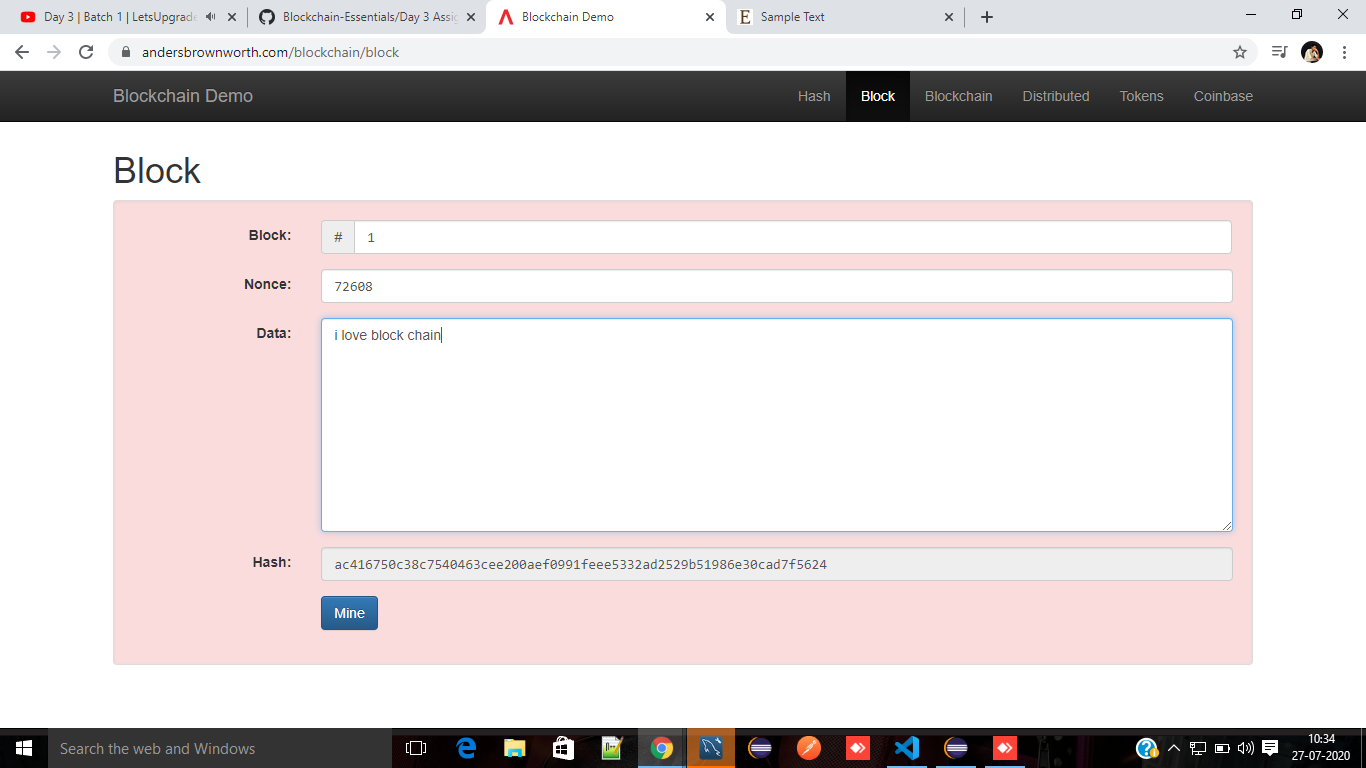 Day 3 | Batch 1 | LetsUpgrade
Blockchain-Essentials/Day 3 Assig
Blockchain Demo
Sample Text
andersbrownworth.com/blockchain/block
Blockchain Demo
Hash
Block
Blockchain
Distributed
Tokens
Coinbase
Block
Block:
# 1
Nonce:
72608
Data:
i love block chain
Hash:
ac416750c38c7540463cee200aef0991feee5332ad2529b51986e30cad7f5624
Mine
Search the web and Windows
10:34
27-07-2020